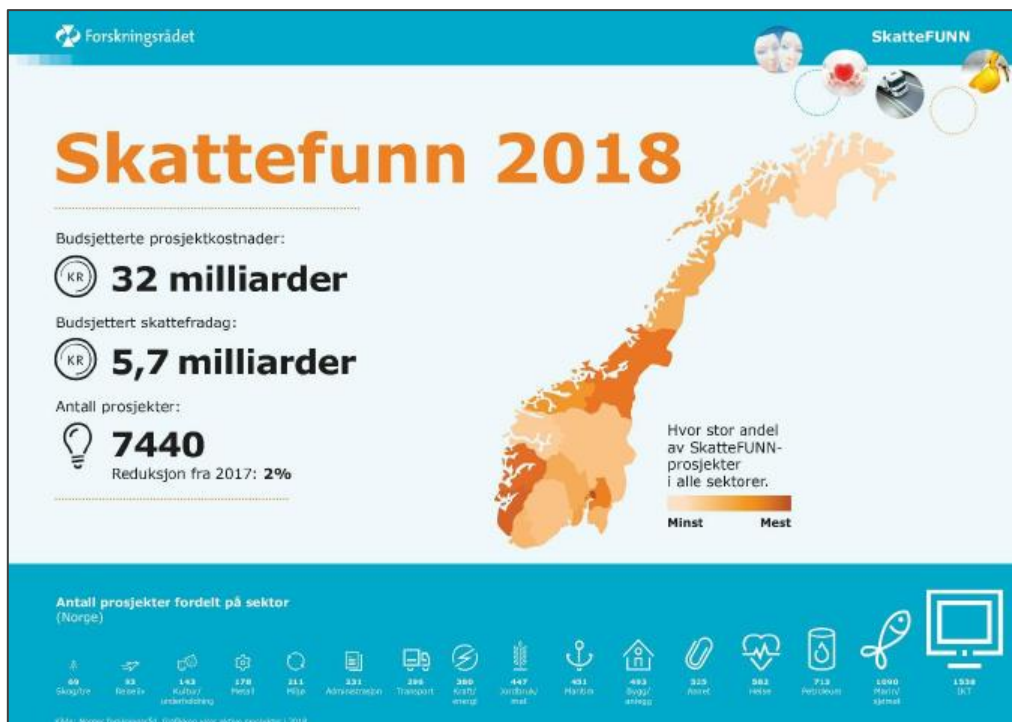 Forskningsrådet
SkatteFUNN
Skattefunn 2018
Budsjetterte prosjektkostnader:
KR 32 milliarder
Budsjettert skattefradag:
KR 5,7 milliarder
Antall prosjekter:
7440
Reduksjon fra 2017: 2%
Hvor stor andel
av SkatteFUNN-
prosjekter
i alle sektorer.
Minst Mest
Antall prosjekter fordelt på sektor
(Norge)
69 93 143 178 211 231 296 380 447 451 493 525 582 713 1090 1538
Skog/tre Reiseliv Kultur/ Metall Miljø Administrasjon Transport Kraft/ Jordbruk/ Maritim Bygg/ Annet Helse Petroleum Marin/ IKT
underholdning energi mat anlegg sjømat